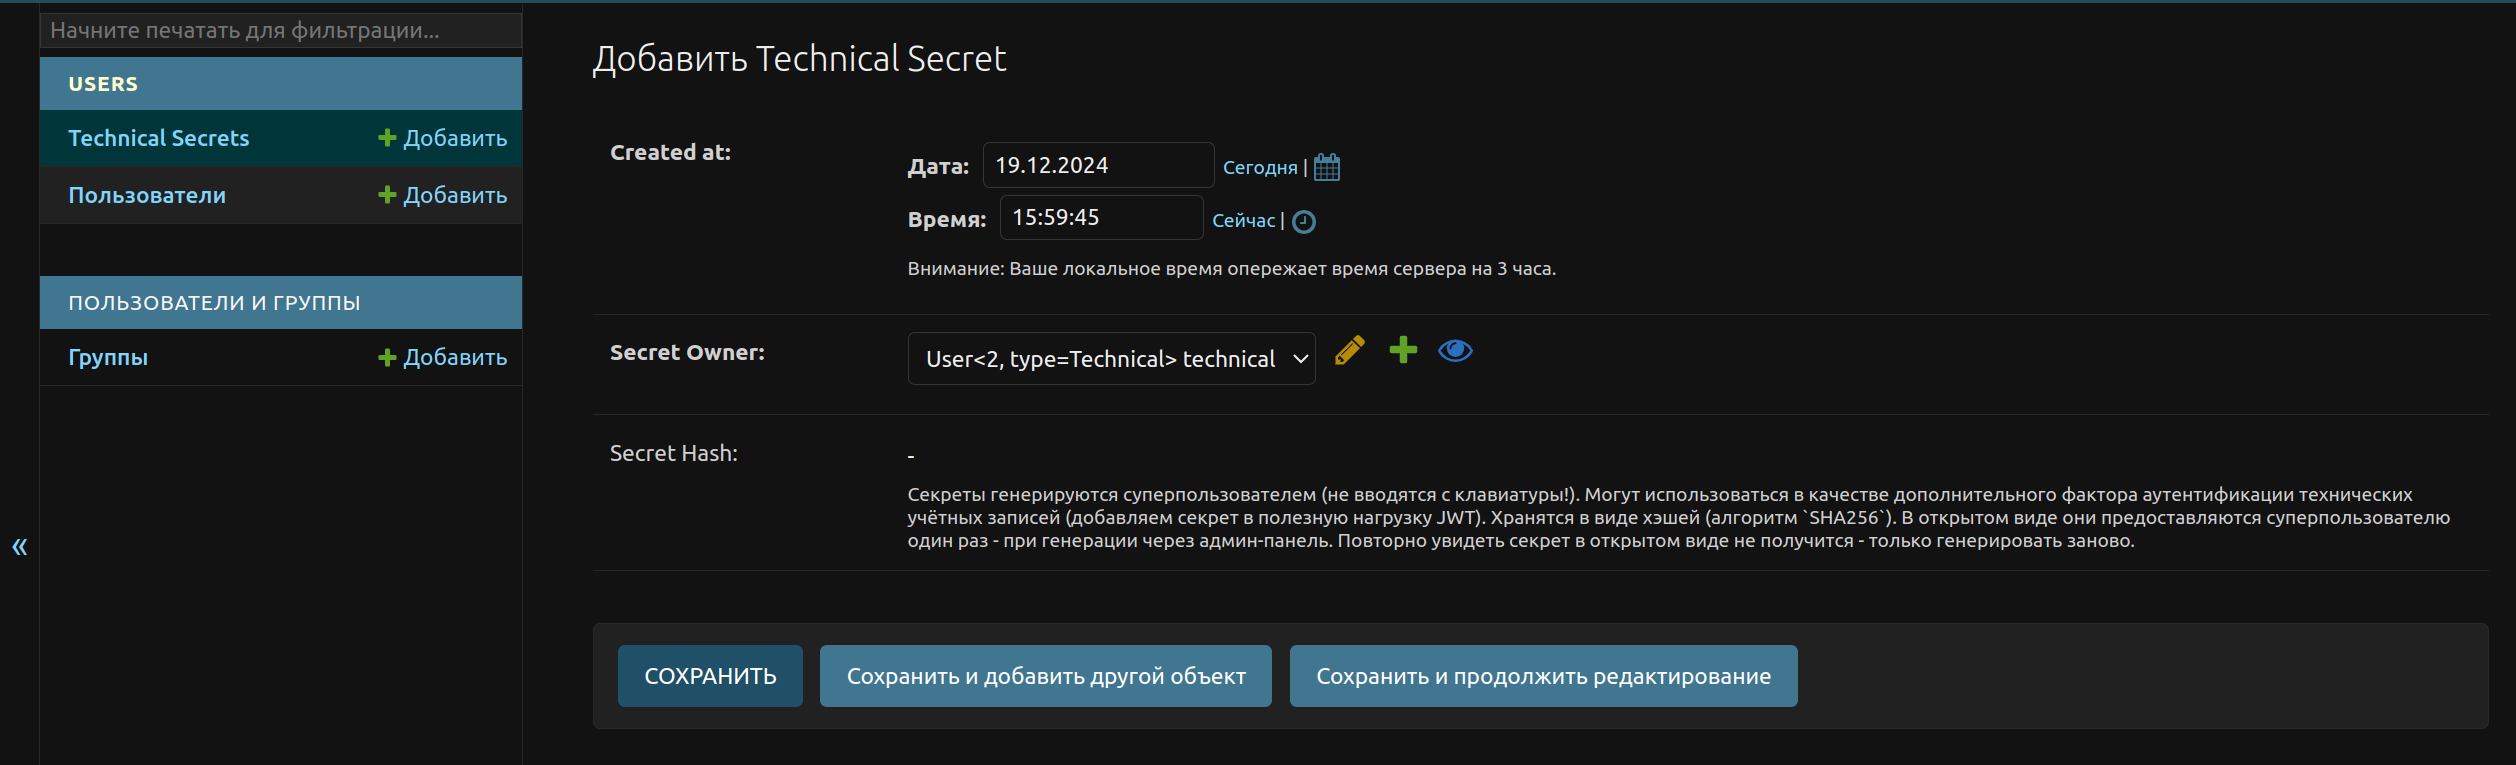 Начните печатать для фильтрации...
USERS
Technical Secrets
Добавить
Пользователи
Добавить
ПОЛЬЗОВАТЕЛИ И ГРУППЫ
Группы
Добавить
«
Добавить Technical Secret
Created at:
Дата: 19.12.2024 Сегодня |
Время: 15:59:45 Сейчас |
Внимание: Ваше локальное время опережает время сервера на 3 часа.
Secret Owner:
User<2, type=Technical> technical
Secret Hash:
-
Секреты генерируются суперпользователем (не вводятся с клавиатуры!). Могут использоваться в качестве дополнительного фактора аутентификации технических
учётных записей (добавляем секрет в полезную нагрузку JWT). Хранятся в виде хэшей (алгоритм `SHA256`). В открытом виде они предоставляются суперпользователю
один раз - при генерации через админ-панель. Повторно увидеть секрет в открытом виде не получится - только генерировать заново.
СОХРАНИТЬ
Сохранить и добавить другой объект
Сохранить и продолжить редактирование